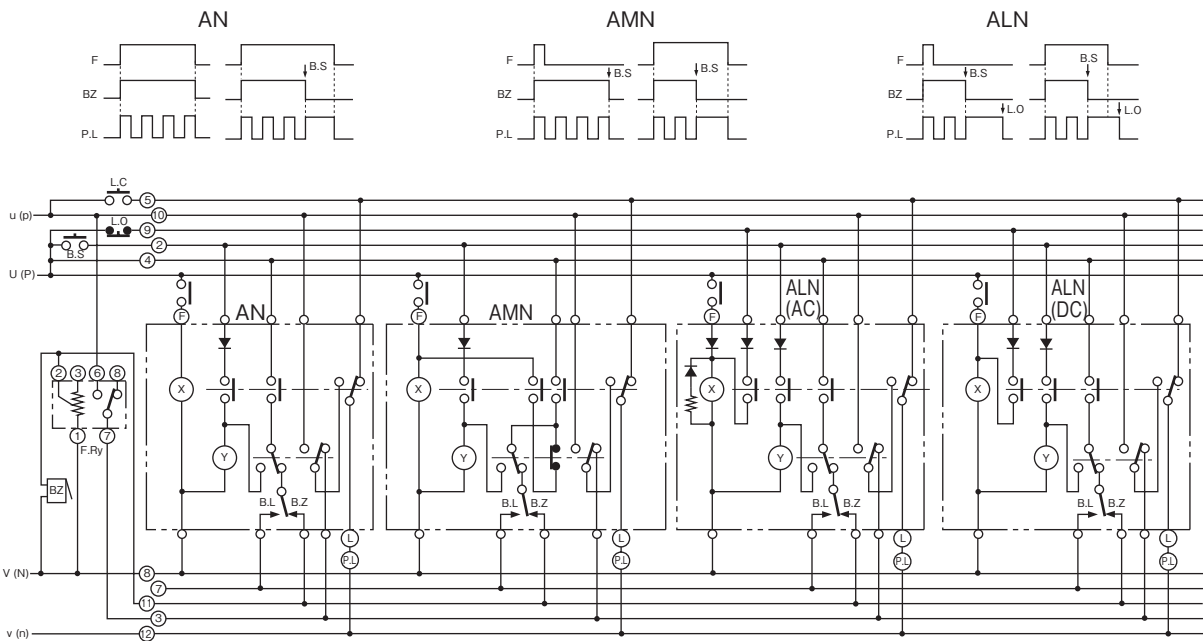 AN
AMN
ALN
F
BZ
P.L
B.S
F
BZ
P.L
B.S
B.S
F
BZ
P.L
B.S
L.O
B.S
L.O
L.C
5
u (p)
10
L.O
9
B.S
2
4
U (P)
AN
AMN
ALN
(AC)
ALN
(DC)
F
F
F
F
2
3
6
8
X
X
X
X
1
7
F.Ry
Y
Y
Y
Y
BZ
B.L
B.Z
B.L
B.Z
B.L
B.Z
B.L
B.Z
L
L
L
L
P.L
P.L
P.L
P.L
V (N)
8
7
11
3
v (n)
12